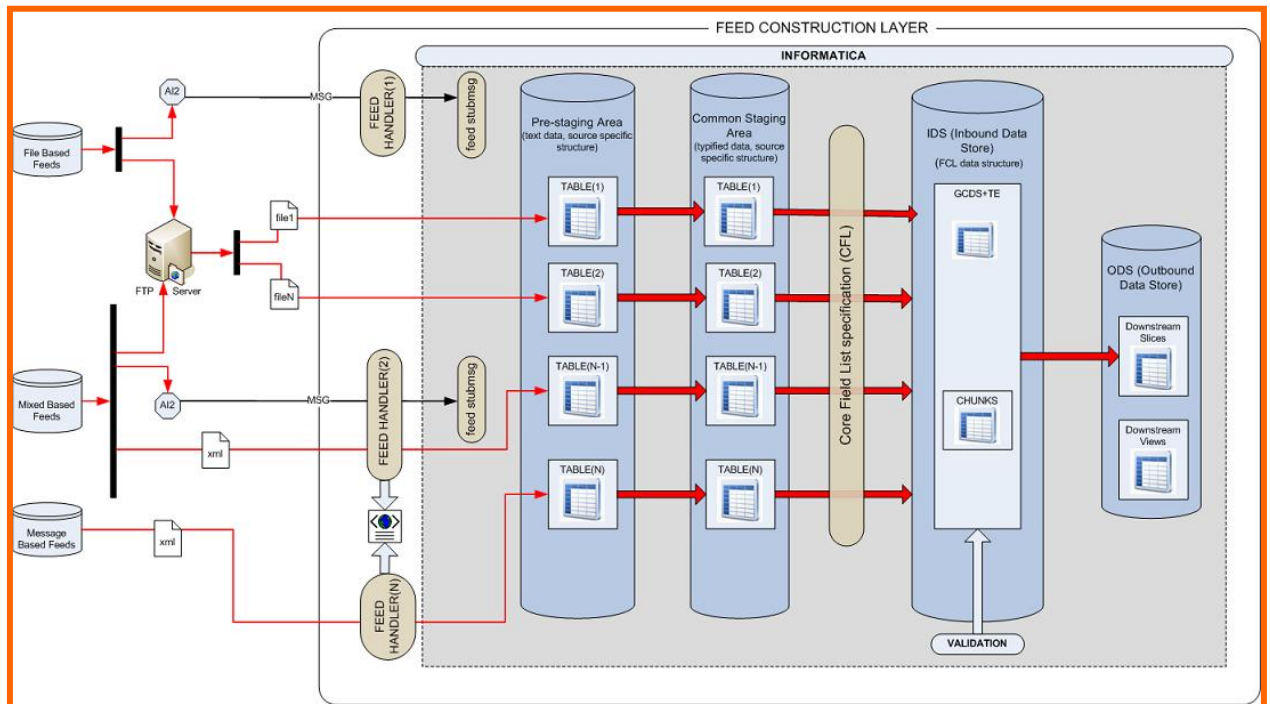 FEED CONSTRUCTION LAYER
INFORMATICA
File Based
Feeds
AI2
MSG
FEED
HANDLER(1)
feed stubmsg
FTP
Server
file1
fileN
Mixed Based
Feeds
AI2
MSG
xml
FEED HANDLER(2)
feed stubmsg
Message
Based Feeds
xml
FEED
HANDLER(N)
Pre-staging Area
(text data, source specific
structure)
TABLE(1)
TABLE(2)
TABLE(N-1)
TABLE(N)
Common Staging
Area
(typified data, source
specific structure)
TABLE(1)
TABLE(2)
TABLE(N-1)
TABLE(N)
Core Field List specification (CFL)
IDS (Inbound Data
Store)
(FCL data structure)
GCDS+TE
CHUNKS
VALIDATION
ODS (Outbound
Data Store)
Downstream
Slices
Downstream
Views